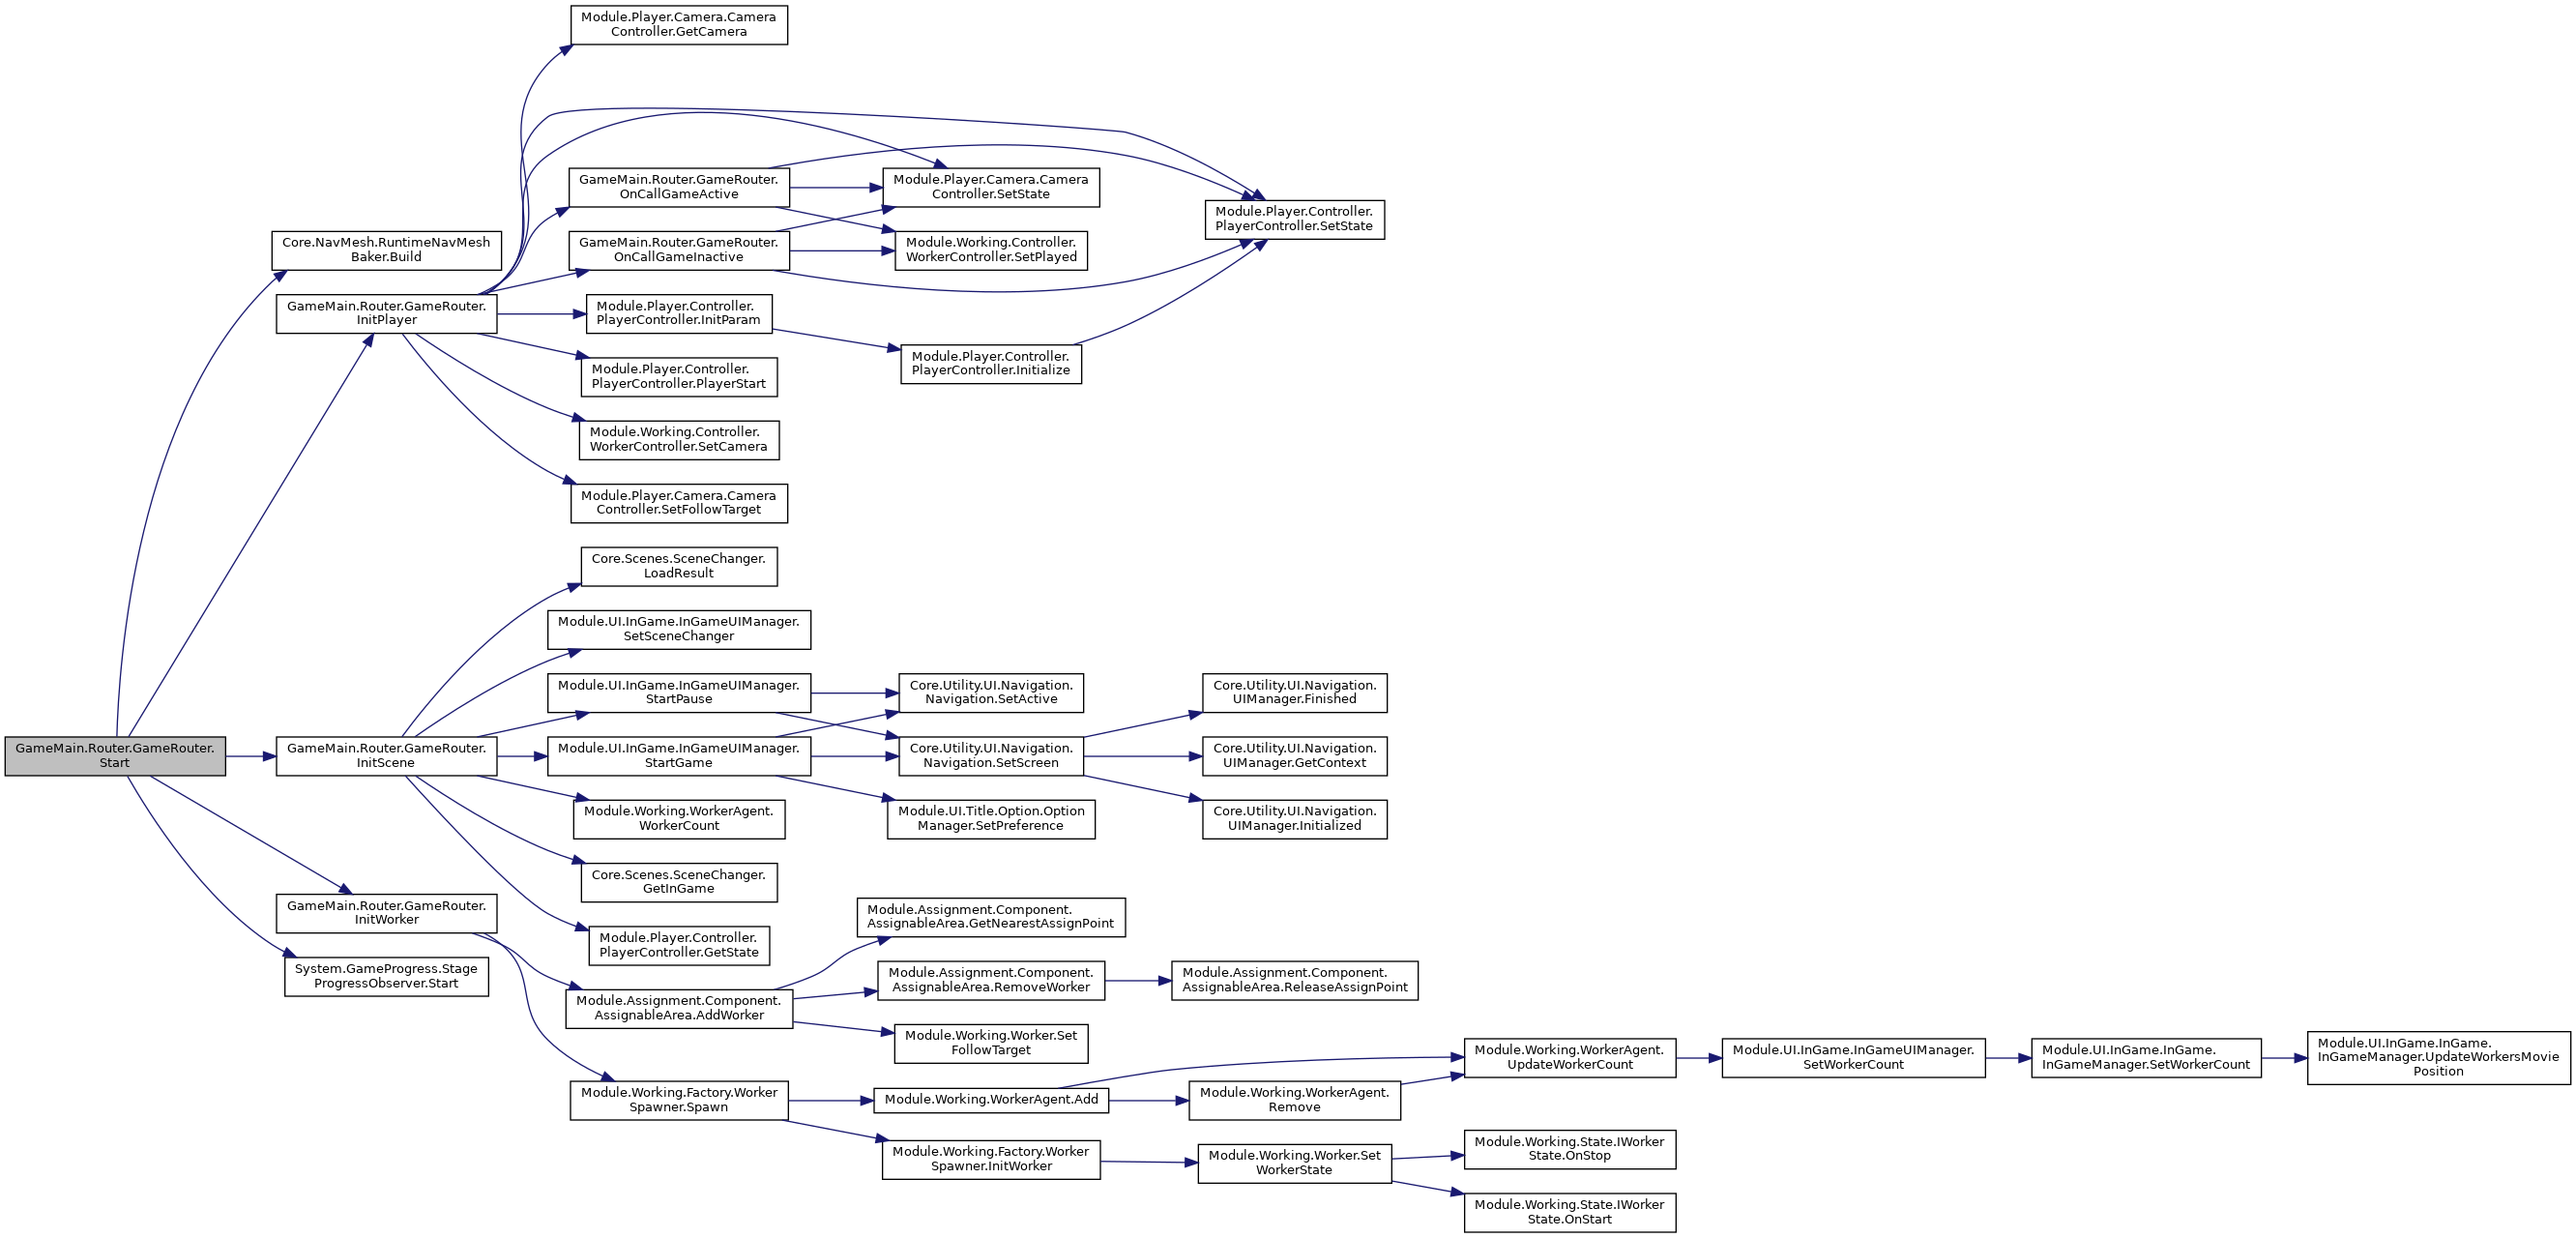 Module.Player.Camera.Camera
Controller.GetCamera
GameMain.Router.GameRouter.
OnCallGameActive
Module.Player.Camera.Camera
Controller.SetState
Module.Player.Controller.
PlayerController.SetState
Core.NavMesh.RuntimeNavMesh
Baker.Build
GameMain.Router.GameRouter.
OnCallGameInactive
Module.Working.Controller.
WorkerController.SetPlayed
GameMain.Router.GameRouter.
InitPlayer
Module.Player.Controller.
PlayerController.InitParam
Module.Player.Controller.
PlayerController.Initialize
Module.Player.Controller.
PlayerController.PlayerStart
Module.Working.Controller.
WorkerController.SetCamera
Module.Player.Camera.Camera
Controller.SetFollowTarget
Core.Scenes.SceneChanger.
LoadResult
Module.UI.InGame.InGameUIManager.
SetSceneChanger
Module.UI.InGame.InGameUIManager.
StartPause
Core.Utility.UI.Navigation.
Navigation.SetActive
Core.Utility.UI.Navigation.
UIManager.Finished
GameMain.Router.GameRouter.
Start
GameMain.Router.GameRouter.
InitScene
Module.UI.InGame.InGameUIManager.
StartGame
Core.Utility.UI.Navigation.
Navigation.SetScreen
Core.Utility.UI.Navigation.
UIManager.GetContext
Module.Working.WorkerAgent.
WorkerCount
Module.UI.Title.Option.Option
Manager.SetPreference
Core.Utility.UI.Navigation.
UIManager.Initialized
Core.Scenes.SceneChanger.
GetInGame
GameMain.Router.GameRouter.
InitWorker
Module.Assignment.Component.
AssignableArea.GetNearestAssignPoint
Module.Player.Controller.
PlayerController.GetState
System.GameProgress.Stage
ProgressObserver.Start
Module.Assignment.Component.
AssignableArea.RemoveWorker
Module.Assignment.Component.
AssignableArea.ReleaseAssignPoint
Module.Assignment.Component.
AssignableArea.AddWorker
Module.Working.Worker.Set
FollowTarget
Module.Working.WorkerAgent.
UpdateWorkerCount
Module.UI.InGame.InGameUIManager.
SetWorkerCount
Module.UI.InGame.InGame.
InGameManager.SetWorkerCount
Module.UI.InGame.InGame.
InGameManager.UpdateWorkersMovie
Position
Module.Working.Factory.Worker
Spawner.Spawn
Module.Working.WorkerAgent.Add
Module.Working.WorkerAgent.
Remove
Module.Working.Factory.Worker
Spawner.InitWorker
Module.Working.Worker.Set
WorkerState
Module.Working.State.IWorker
State.OnStop
Module.Working.State.IWorker
State.OnStart